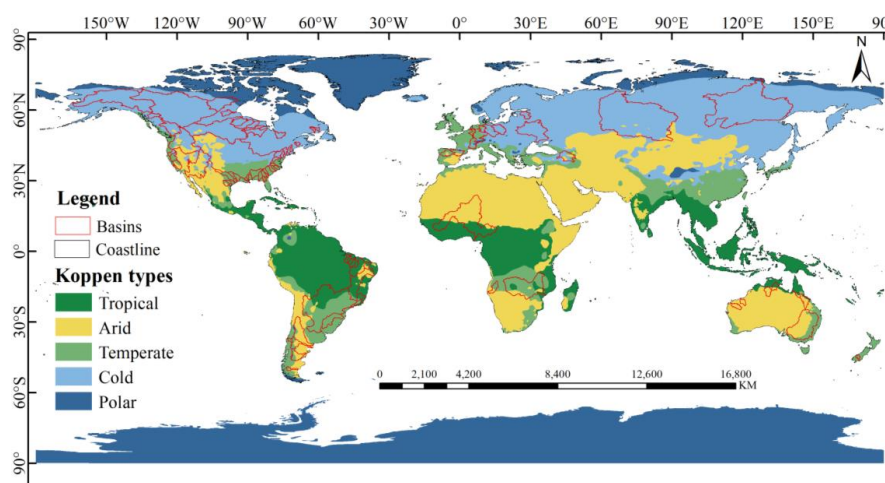 150°W 120°W 90°W 60°W 30°W 0° 30°E 60°E 90°E 120°E 150°E 180°
90°
60°N
30°N
0°
30°S
60°S
90°
N
Legend
Basins
Coastline
Koppen types
Tropical
Arid
Temperate
Cold
Polar
0 2,100 4,200 8,400 12,600 16,800
KM